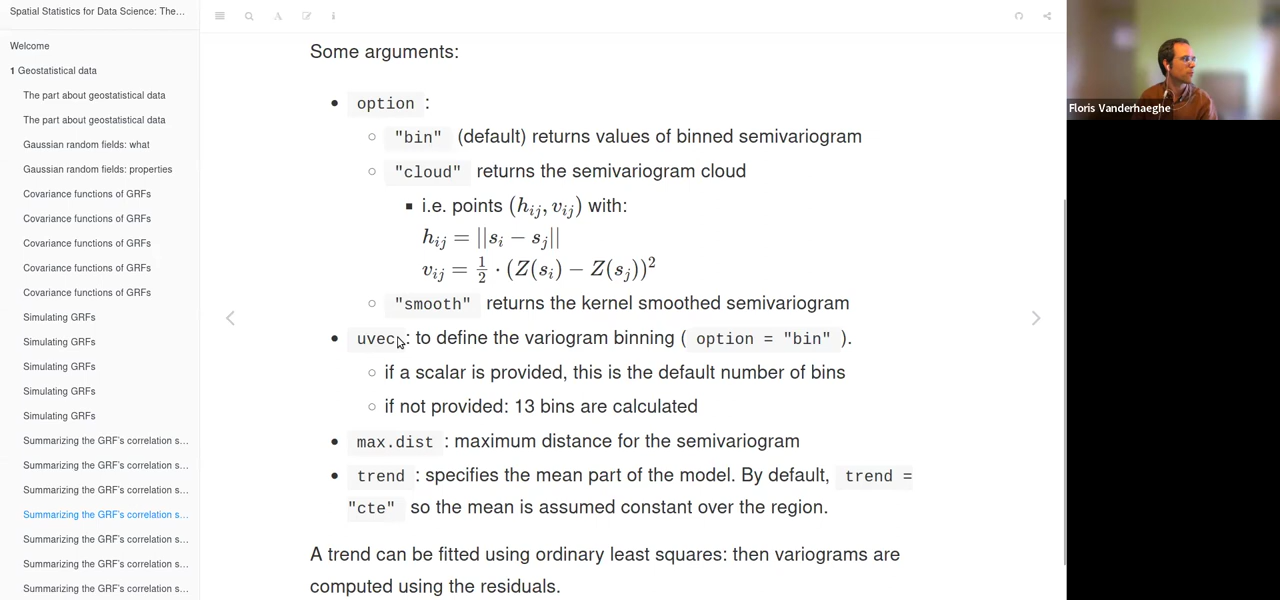 Spatial Statistics for Data Science: The...
Welcome
1 Geostatistical data
The part about geostatistical data
The part about geostatistical data
Gaussian random fields: what
Gaussian random fields: properties
Covariance functions of GRFs
Covariance functions of GRFs
Covariance functions of GRFs
Covariance functions of GRFs
Covariance functions of GRFs
Simulating GRFs
Simulating GRFs
Simulating GRFs
Simulating GRFs
Simulating GRFs
Summarizing the GRF's correlation s...
Summarizing the GRF's correlation s...
Summarizing the GRF's correlation s...
Summarizing the GRF's correlation s...
Summarizing the GRF's correlation s...
Summarizing the GRF's correlation s...
Summarizing the GRF's correlation s...
Some arguments:
• option :
○ "bin" (default) returns values of binned semivariogram
○ "cloud" returns the semivariogram cloud
▪ i.e. points (h_ij, v_ij) with:
h_ij = ||s_i − s_j||
v_ij = 1/2 · (Z(s_i) − Z(s_j))²
○ "smooth" returns the kernel smoothed semivariogram
• uvec : to define the variogram binning ( option = "bin" ).
○ if a scalar is provided, this is the default number of bins
○ if not provided: 13 bins are calculated
• max.dist : maximum distance for the semivariogram
• trend : specifies the mean part of the model. By default, trend =
"cte" so the mean is assumed constant over the region.
A trend can be fitted using ordinary least squares: then variograms are
computed using the residuals.
Floris Vanderhaeghe